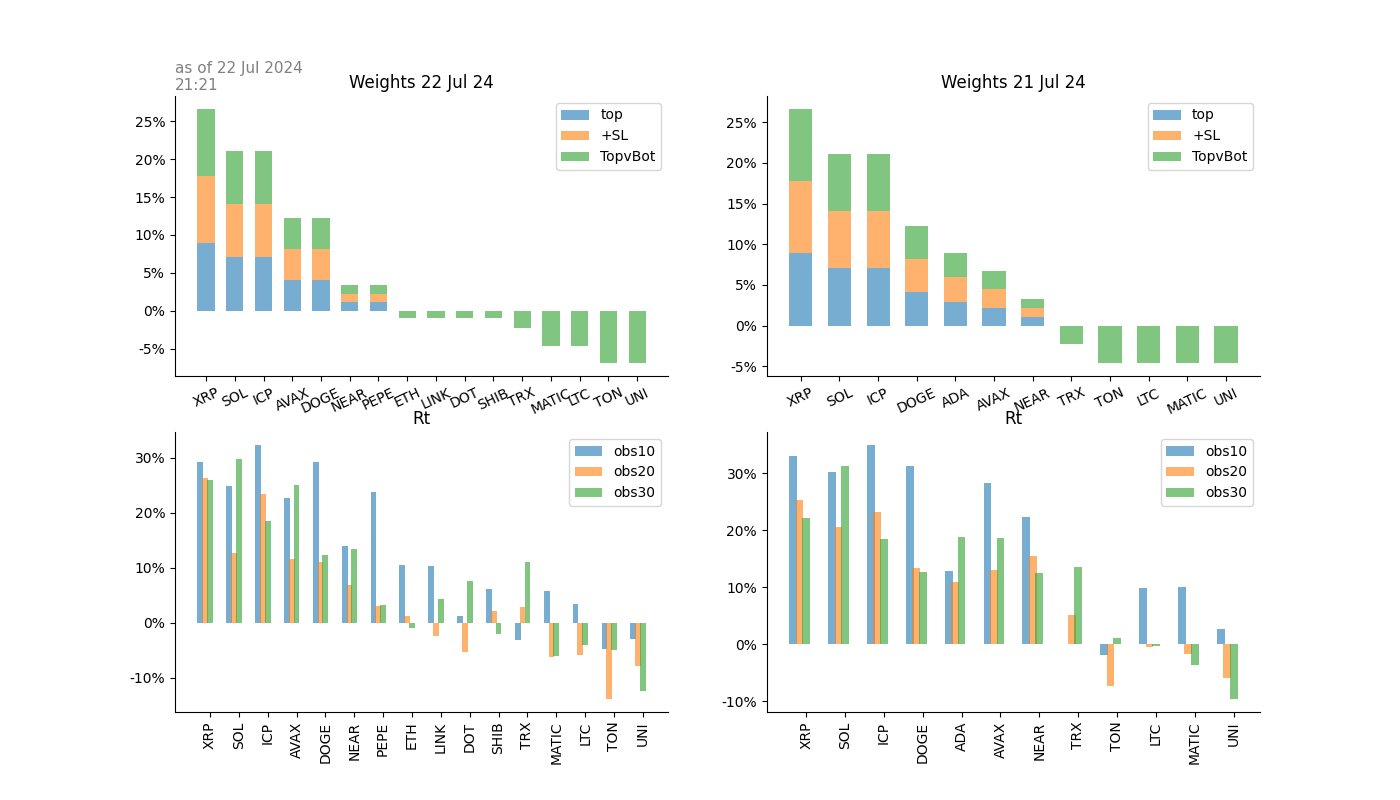 as of 22 Jul 2024
21:21
Weights 22 Jul 24
top
+SL
TopvBot
25%
20%
15%
10%
5%
0%
-5%
XRP SOL ICP AVAX DOGE NEAR PEPE ETH LINK DOT SHIB TRX MATIC LTC TON UNI
Weights 21 Jul 24
top
+SL
TopvBot
25%
20%
15%
10%
5%
0%
-5%
XRP SOL ICP DOGE ADA AVAX NEAR TRX TON LTC MATIC UNI
Rt
obs10
obs20
obs30
30%
20%
10%
0%
-10%
XRP SOL ICP AVAX DOGE NEAR PEPE ETH LINK DOT SHIB TRX MATIC LTC TON UNI
Rt
obs10
obs20
obs30
30%
20%
10%
0%
-10%
XRP SOL ICP DOGE ADA AVAX NEAR TRX TON LTC MATIC UNI